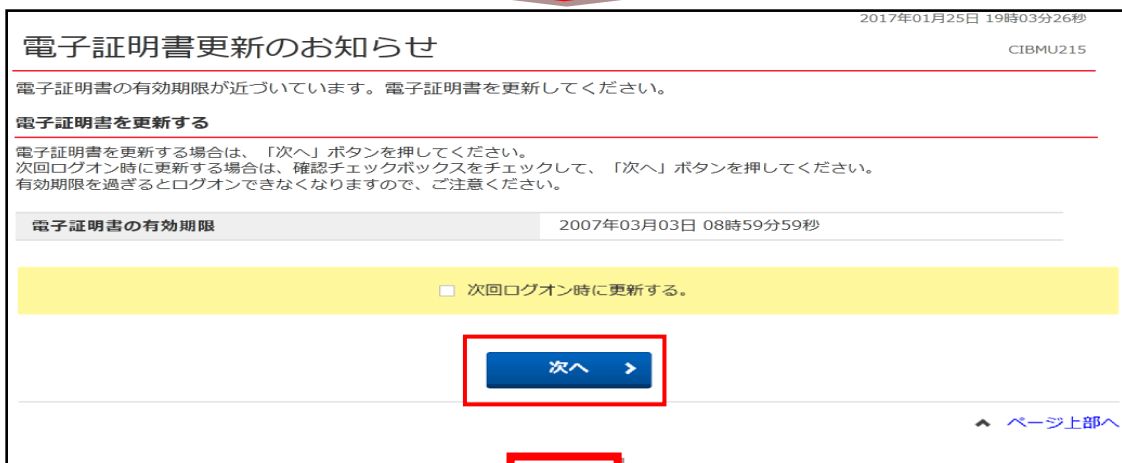 2017年01月25日 19時03分26秒
電子証明書更新のお知らせ
CIBMU215
電子証明書の有効期限が近づいています。電子証明書を更新してください。
電子証明書を更新する
電子証明書を更新する場合は、「次へ」ボタンを押してください。
次回ログオン時に更新する場合は、確認チェックボックスをチェックして、「次へ」ボタンを押してください。
有効期限を過ぎるとログオンできなくなりますので、ご注意ください。
電子証明書の有効期限 2007年03月03日 08時59分59秒
次回ログオン時に更新する。
次へ
ページ上部へ